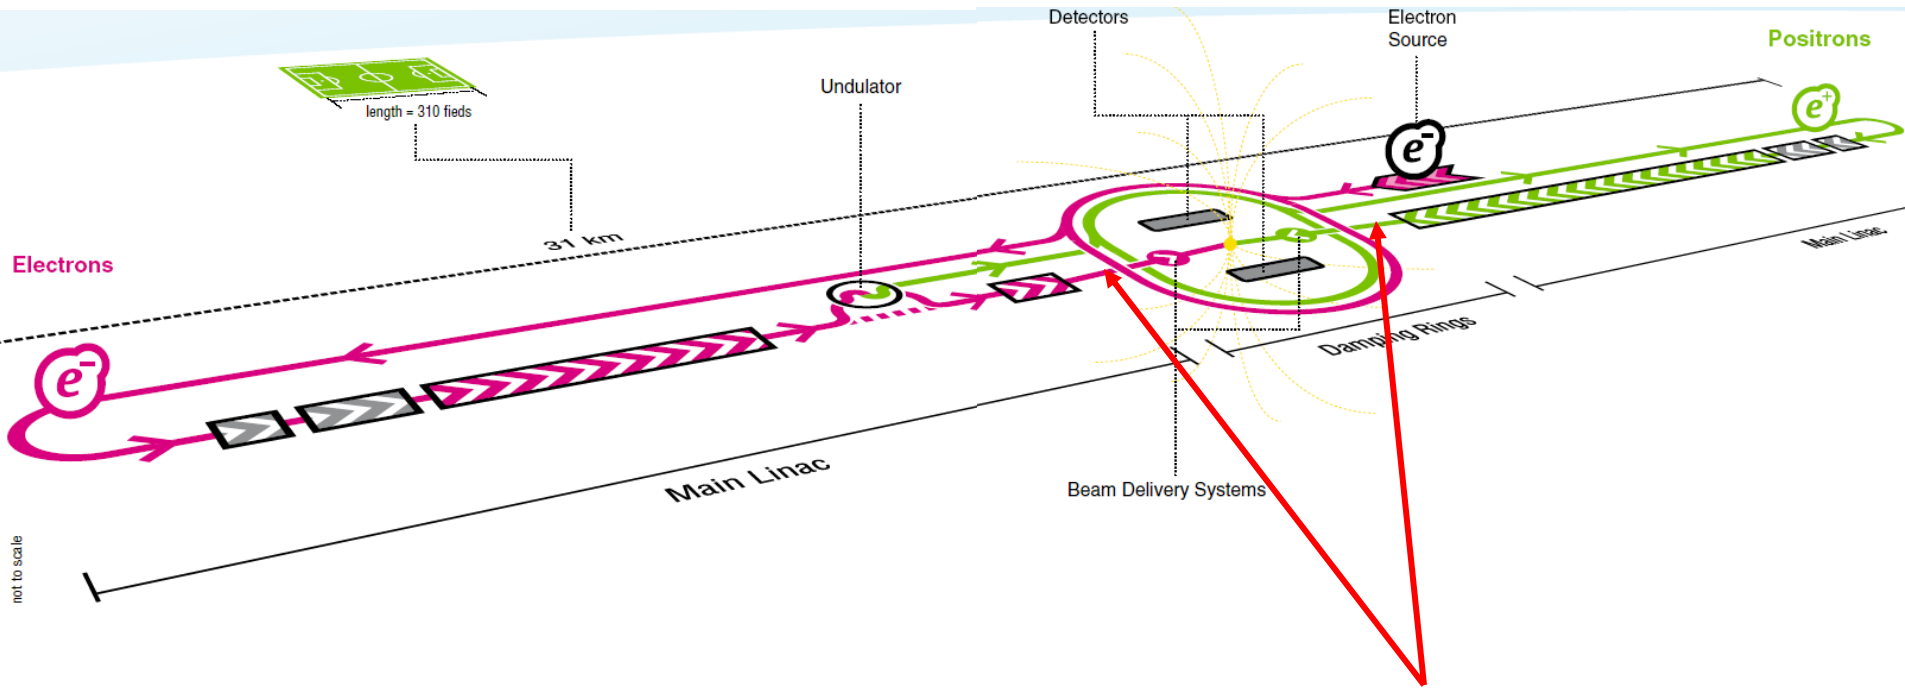 Detectors
Electron
Source
Positrons
Undulator
length = 310 fieds
e+
e-
31 km
Electrons
Main Linac
e-
Damping Rings
Main Linac
Beam Delivery Systems
not to scale